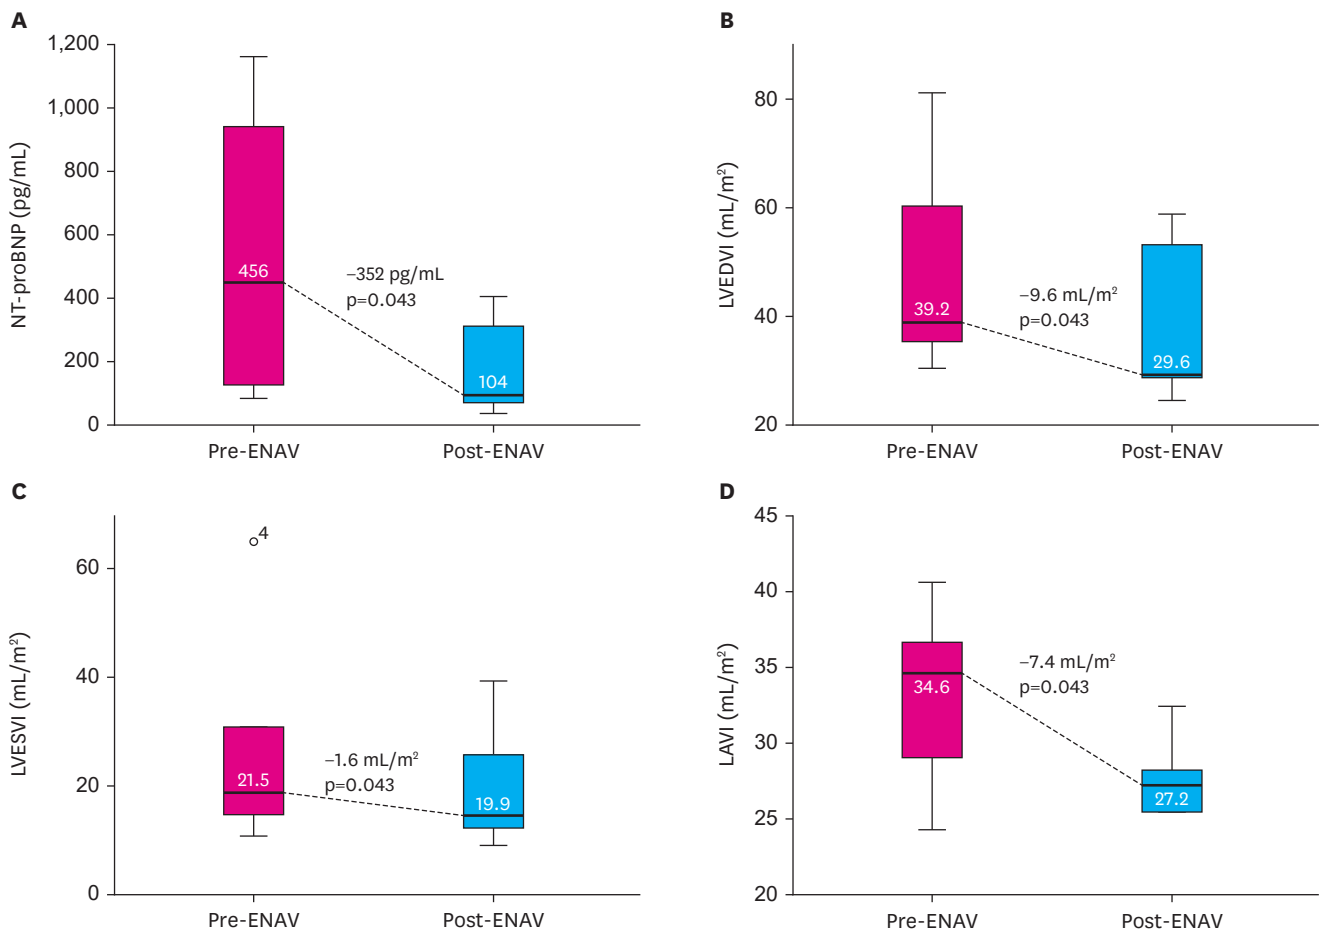 A
1,200
1,000
800
600
400
200
0
NT-proBNP (pg/mL)
456
−352 pg/mL
p=0.043
104
Pre-ENAV
Post-ENAV
B
80
60
40
20
LVEDVI (mL/m²)
39.2
−9.6 mL/m²
p=0.043
29.6
Pre-ENAV
Post-ENAV
C
60
40
20
0
LVESVI (mL/m²)
4
21.5
−1.6 mL/m²
p=0.043
19.9
Pre-ENAV
Post-ENAV
D
45
40
35
30
25
20
LAVI (mL/m²)
34.6
−7.4 mL/m²
p=0.043
27.2
Pre-ENAV
Post-ENAV